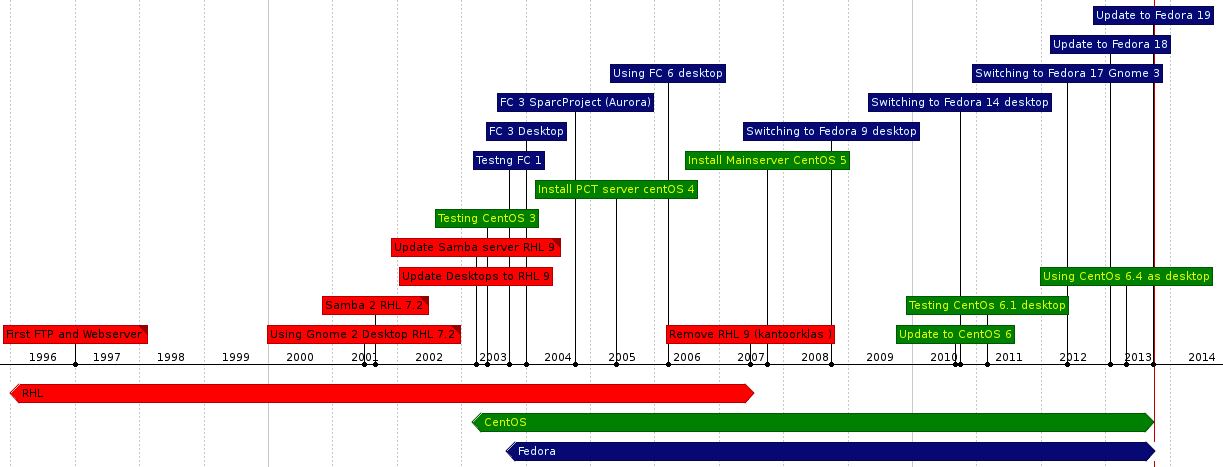 Update to Fedora 19
Update to Fedora 18
Using FC 6 desktop
Switching to Fedora 17 Gnome 3
FC 3 SparcProject (Aurora)
Switching to Fedora 14 desktop
FC 3 Desktop
Switching to Fedora 9 desktop
Testng FC 1
Install Mainserver CentOS 5
Install PCT server centOS 4
Testing CentOS 3
Update Samba server RHL 9
Update Desktops to RHL 9
Using CentOs 6.4 as desktop
Samba 2 RHL 7.2
Testing CentOs 6.1 desktop
First FTP and Webserver
Using Gnome 2 Desktop RHL 7.2
Remove RHL 9 (kantoorklas )
Update to CentOS 6
1996 1997 1998 1999 2000 2001 2002 2003 2004 2005 2006 2007 2008 2009 2010 2011 2012 2013 2014
RHL
CentOS
Fedora